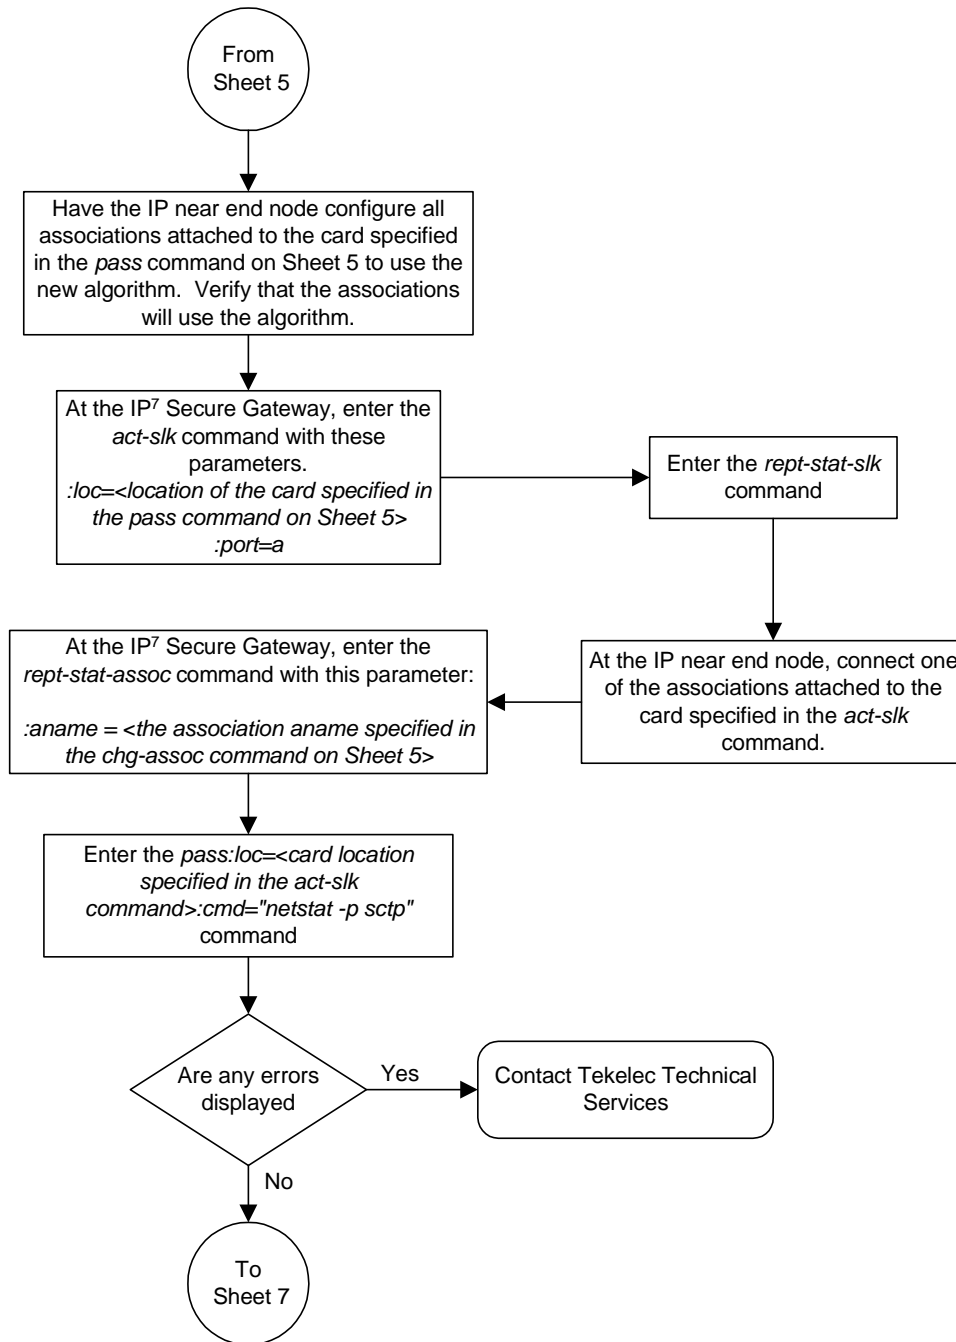 From
Sheet 5
Have the IP near end node configure all
associations attached to the card specified
in the pass command on Sheet 5 to use the
new algorithm. Verify that the associations
will use the algorithm.
At the IP⁷ Secure Gateway, enter the
act-slk command with these
parameters.
:loc=<location of the card specified in
the pass command on Sheet 5>
:port=a
Enter the rept-stat-slk
command
At the IP near end node, connect one
of the associations attached to the
card specified in the act-slk
command.
At the IP⁷ Secure Gateway, enter the
rept-stat-assoc command with this parameter:
:aname = <the association aname specified in
the chg-assoc command on Sheet 5>
Enter the pass:loc=<card location
specified in the act-slk
command>:cmd="netstat -p sctp"
command
Are any errors
displayed
Yes
Contact Tekelec Technical
Services
No
To
Sheet 7